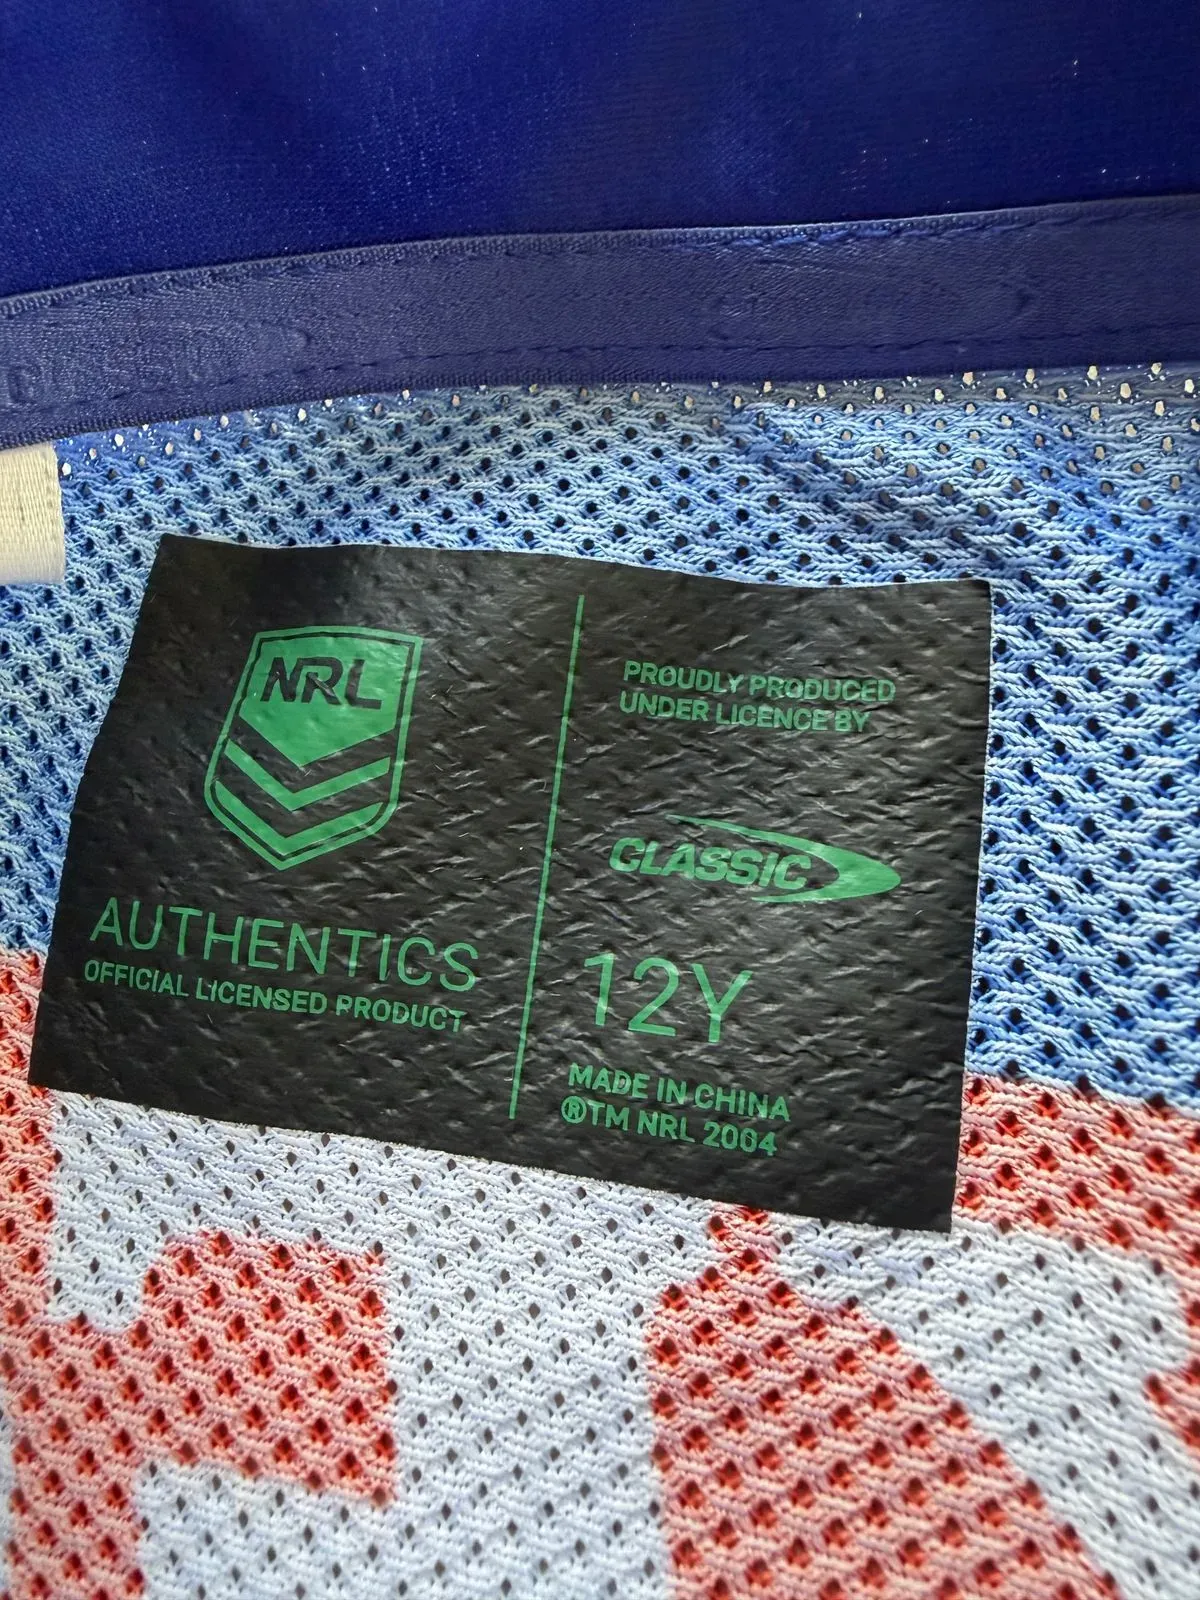 NRL
AUTHENTICS
OFFICIAL LICENSED PRODUCT
PROUDLY PRODUCED
UNDER LICENCE BY
CLASSIC
12Y
MADE IN CHINA
®TM NRL 2004